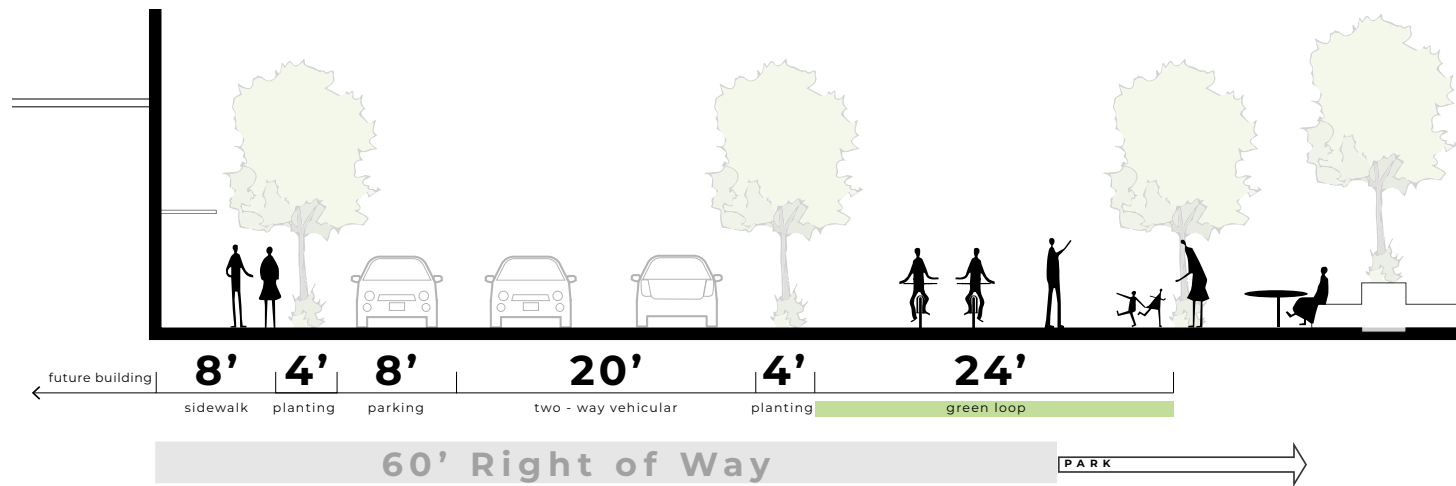 8’ 4’ 8’ 20’ 4’ 24’
future building
sidewalk planting parking two - way vehicular planting green loop
60’ Right of Way
PARK